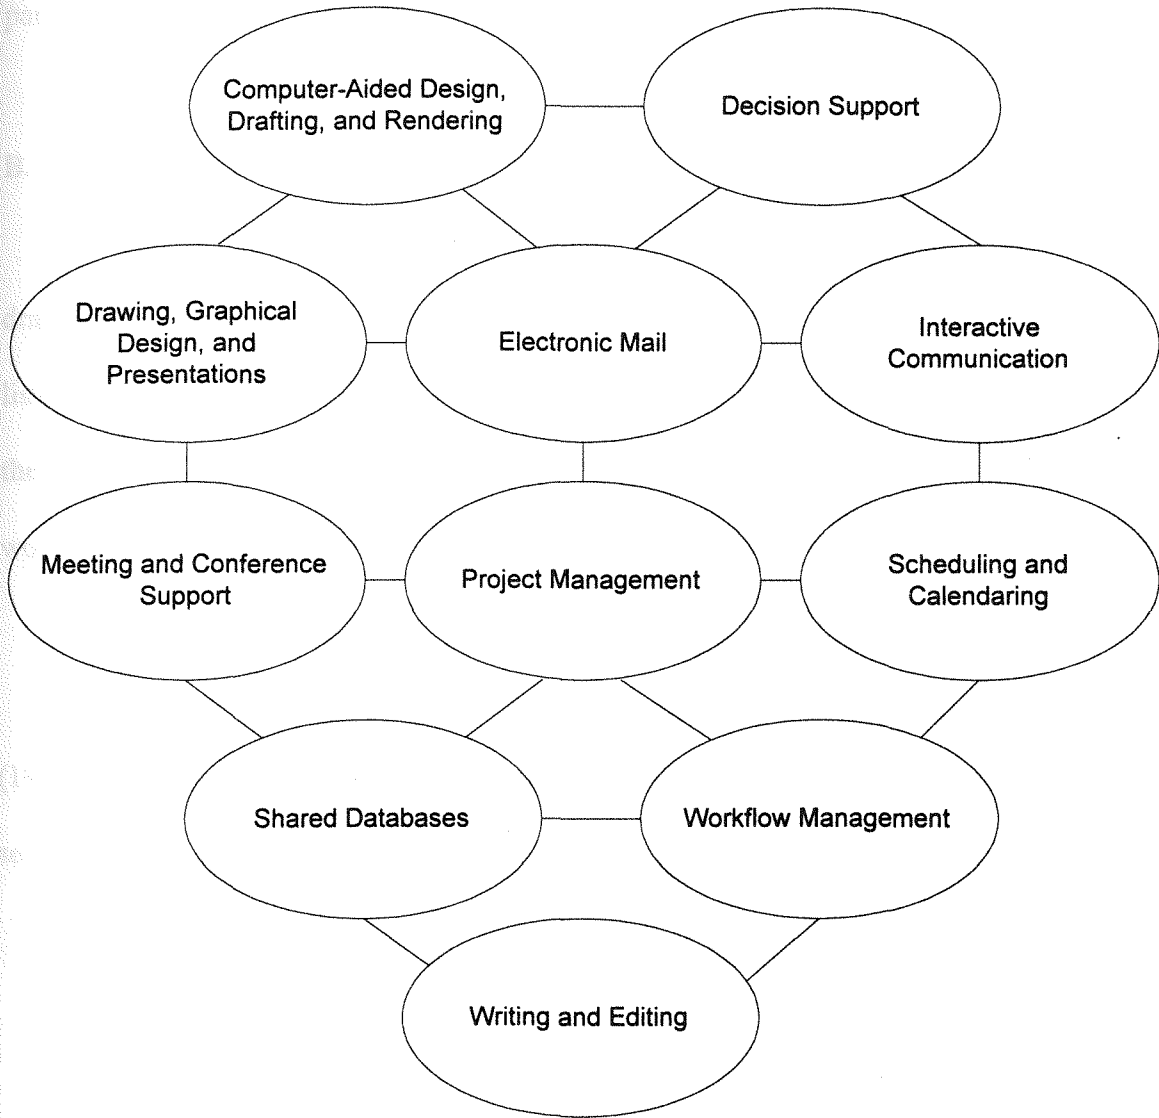 Computer-Aided Design,
Drafting, and Rendering
Decision Support
Drawing, Graphical
Design, and
Presentations
Electronic Mail
Interactive
Communication
Meeting and Conference
Support
Project Management
Scheduling and
Calendaring
Shared Databases
Workflow Management
Writing and Editing